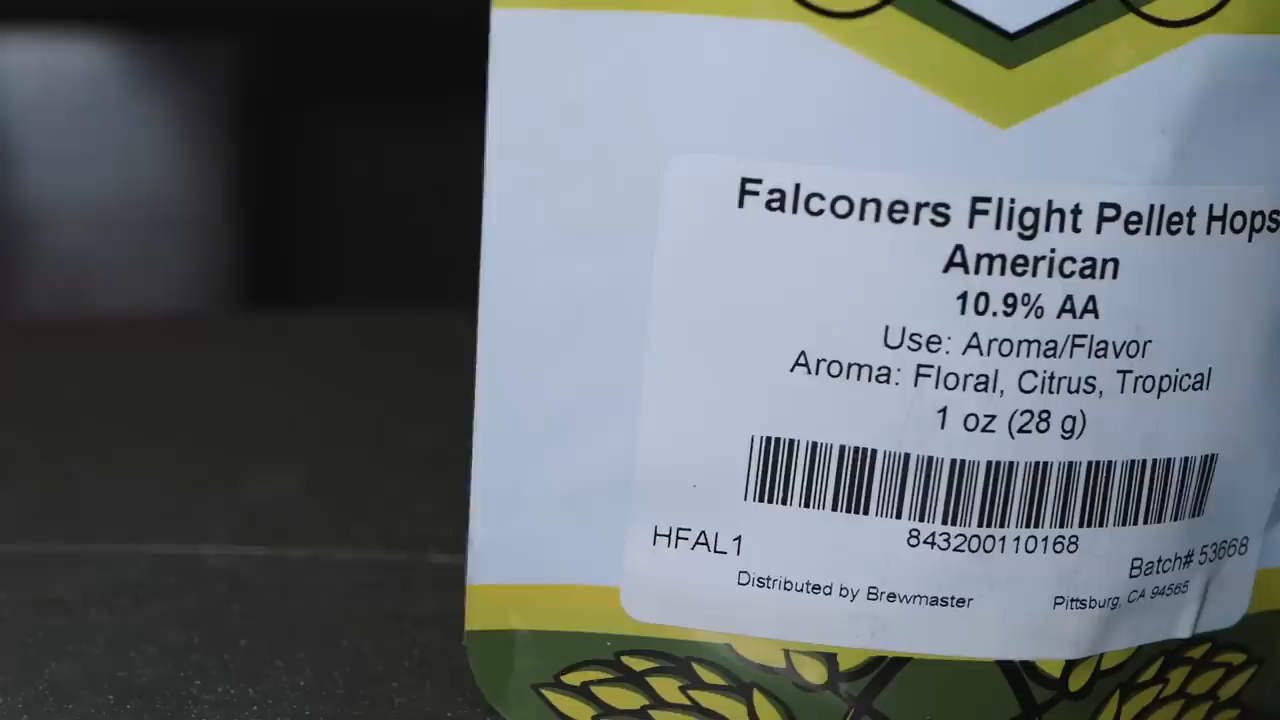 Falconers Flight Pellet Hops
American
10.9% AA
Use: Aroma/Flavor
Aroma: Floral, Citrus, Tropical
1 oz (28 g)
843200110168
HFAL1
Batch# 53668
Distributed by Brewmaster
Pittsburg, CA 94565